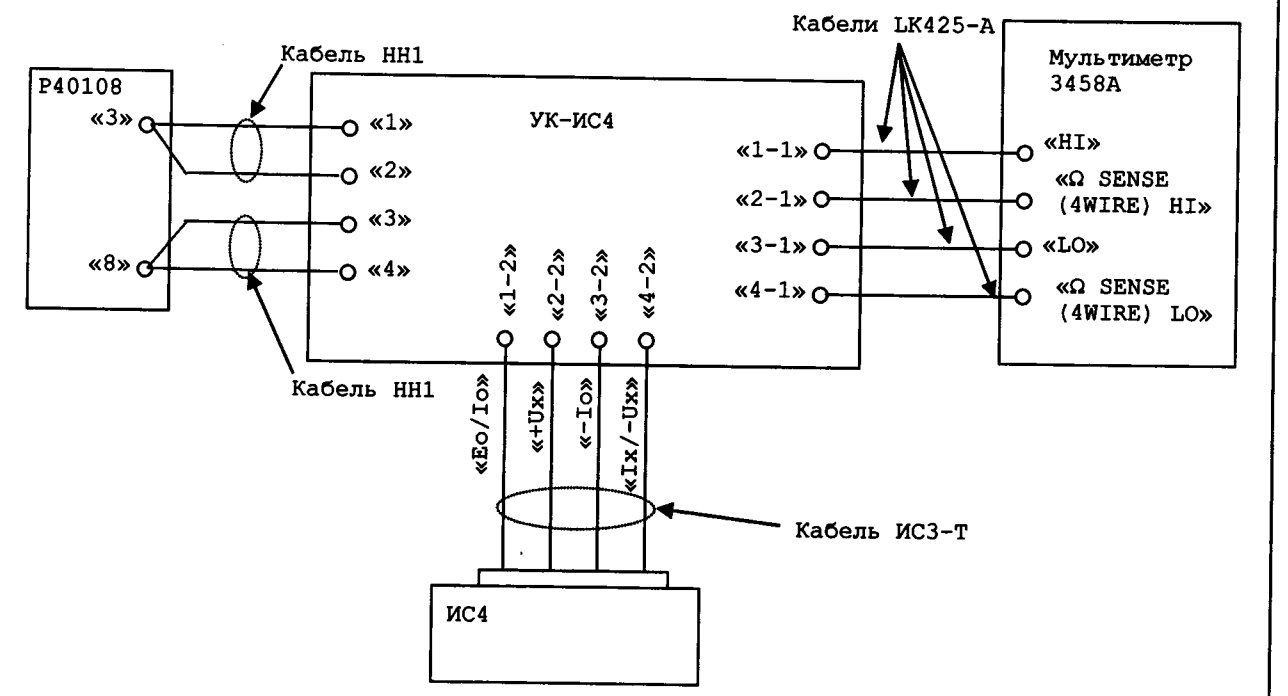 Кабели LK425-A
Кабель НН1
P40108
«3»
«8»
«1»
«2»
«3»
«4»
УК-ИС4
«1-1»
«2-1»
«3-1»
«4-1»
Мультиметр
3458А
«HI»
«Ω SENSE
(4WIRE) HI»
«LO»
«Ω SENSE
(4WIRE) LO»
«1-2»
«2-2»
«3-2»
«4-2»
Кабель НН1
«Eo/Io»
«+Ux»
«-Io»
«Ix/-Ux»
Кабель ИС3-Т
ИС4